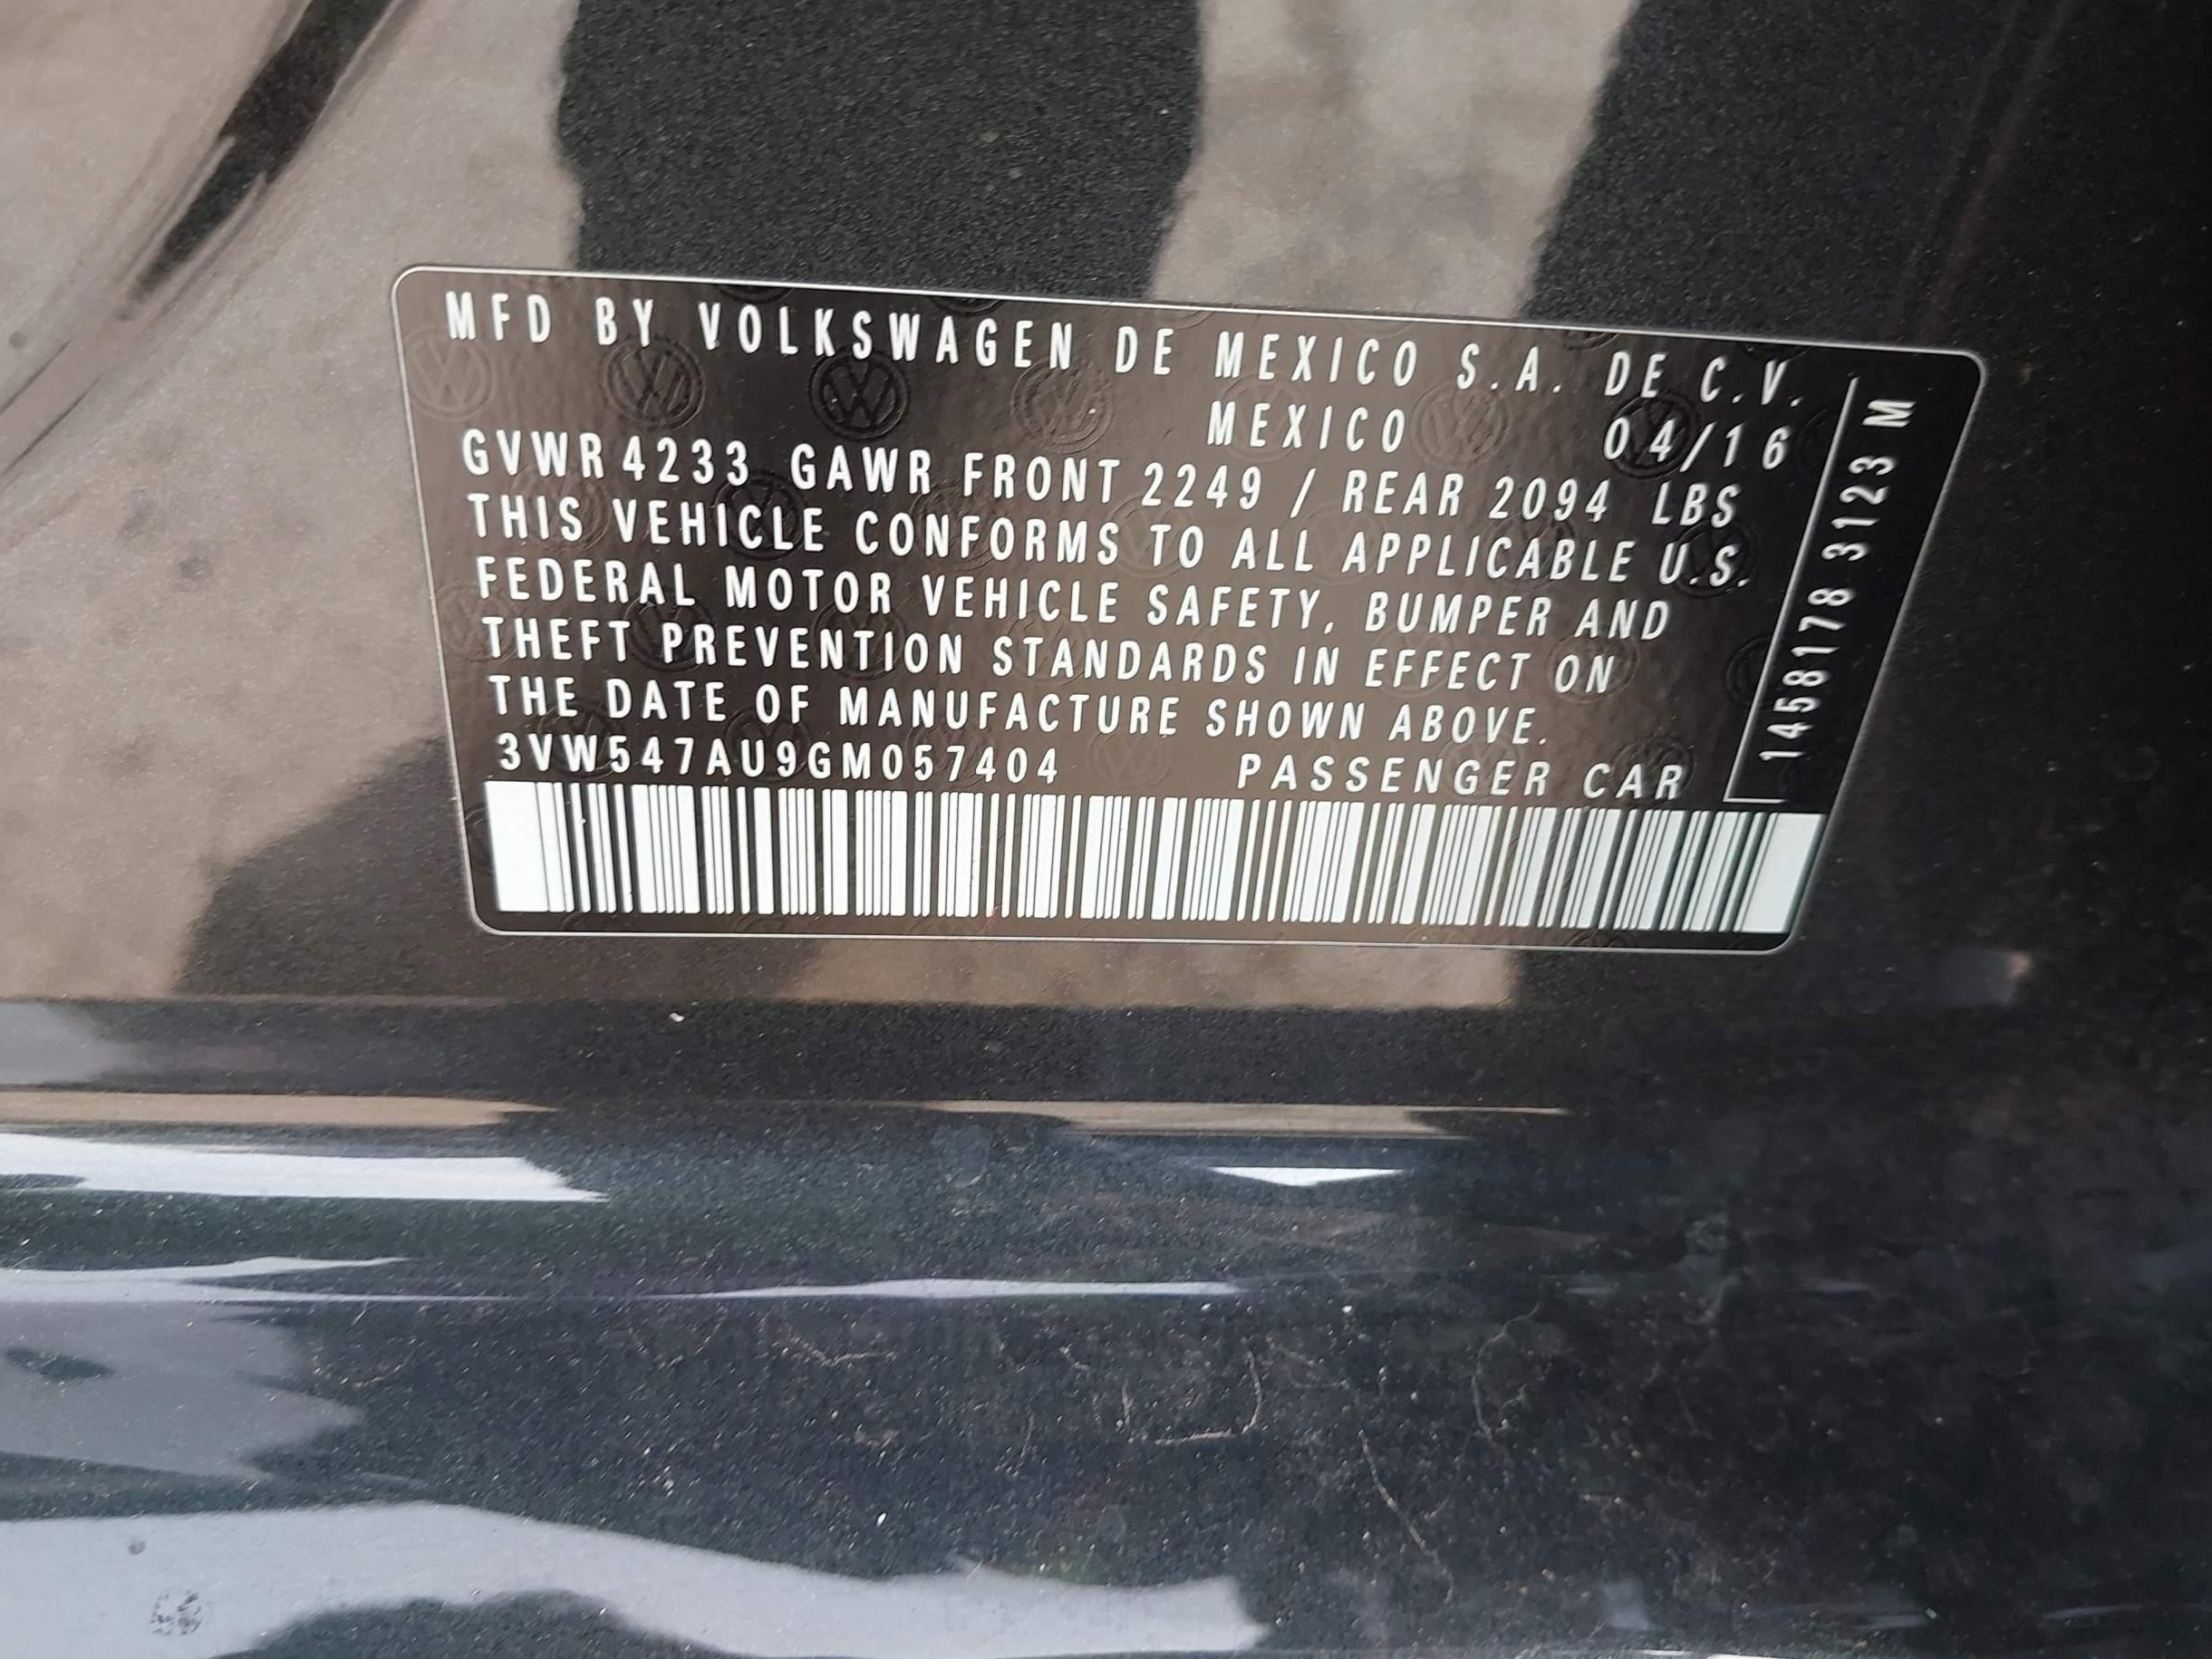 MFD BY VOLKSWAGEN DE MEXICO S.A. DE C.V.
MEXICO 04/16
GVWR 4233 GAWR FRONT 2249 / REAR 2094 LBS
THIS VEHICLE CONFORMS TO ALL APPLICABLE U.S.
FEDERAL MOTOR VEHICLE SAFETY, BUMPER AND
THEFT PREVENTION STANDARDS IN EFFECT ON
THE DATE OF MANUFACTURE SHOWN ABOVE.
3VW547AU9GM057404 PASSENGER CAR
1458178 3123 M